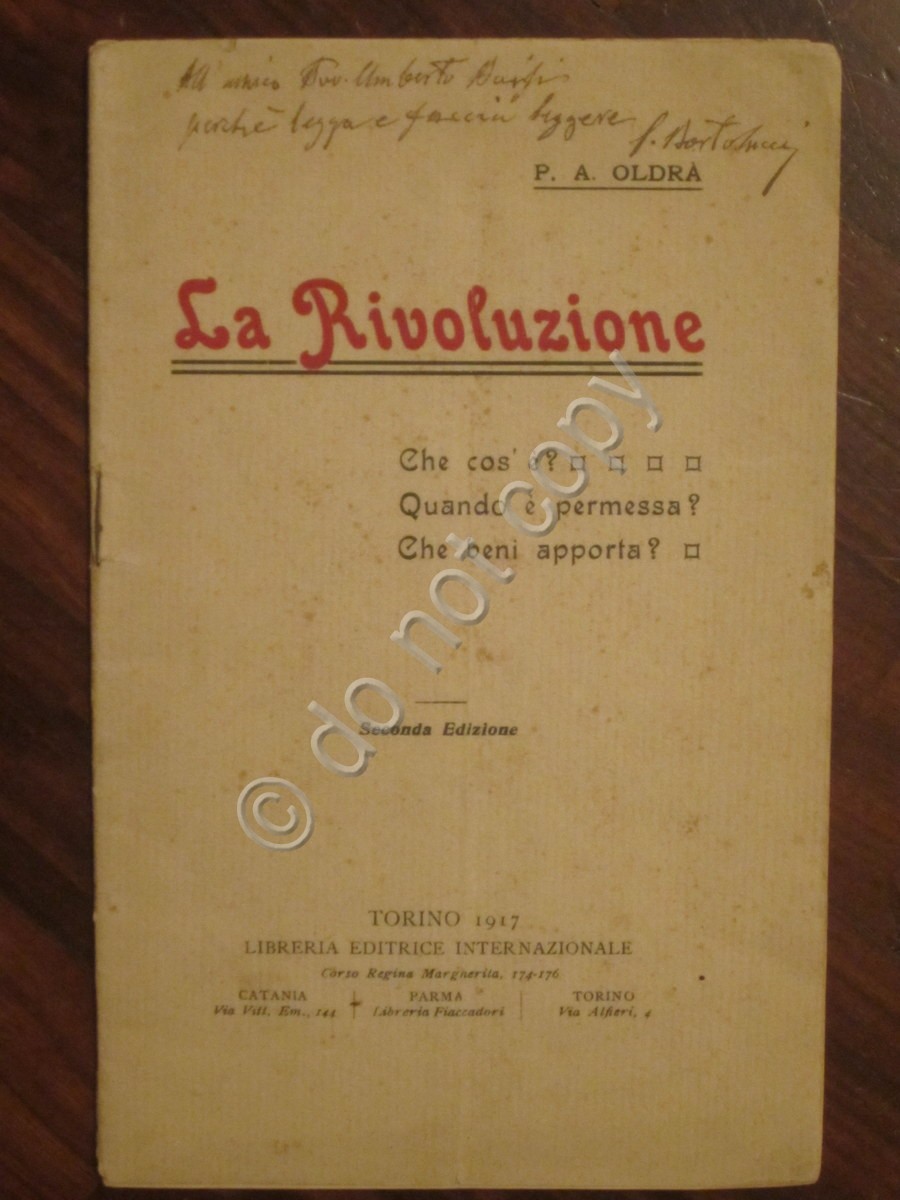 All' amico Avv. Umberto
perchè legga e faccia leggere
P. A. OLDRÀ
La Rivoluzione
Che cos' è? ¤ ¤ ¤ ¤
Quando è permessa?
Che beni apporta? ¤
© do not copy
Seconda Edizione
TORINO 1917
LIBRERIA EDITRICE INTERNAZIONALE
Corso Regina Margherita, 174-176
CATANIA PARMA TORINO
Via Vitt. Em., 144 Libreria Fiaccadori Via Alfieri, 4